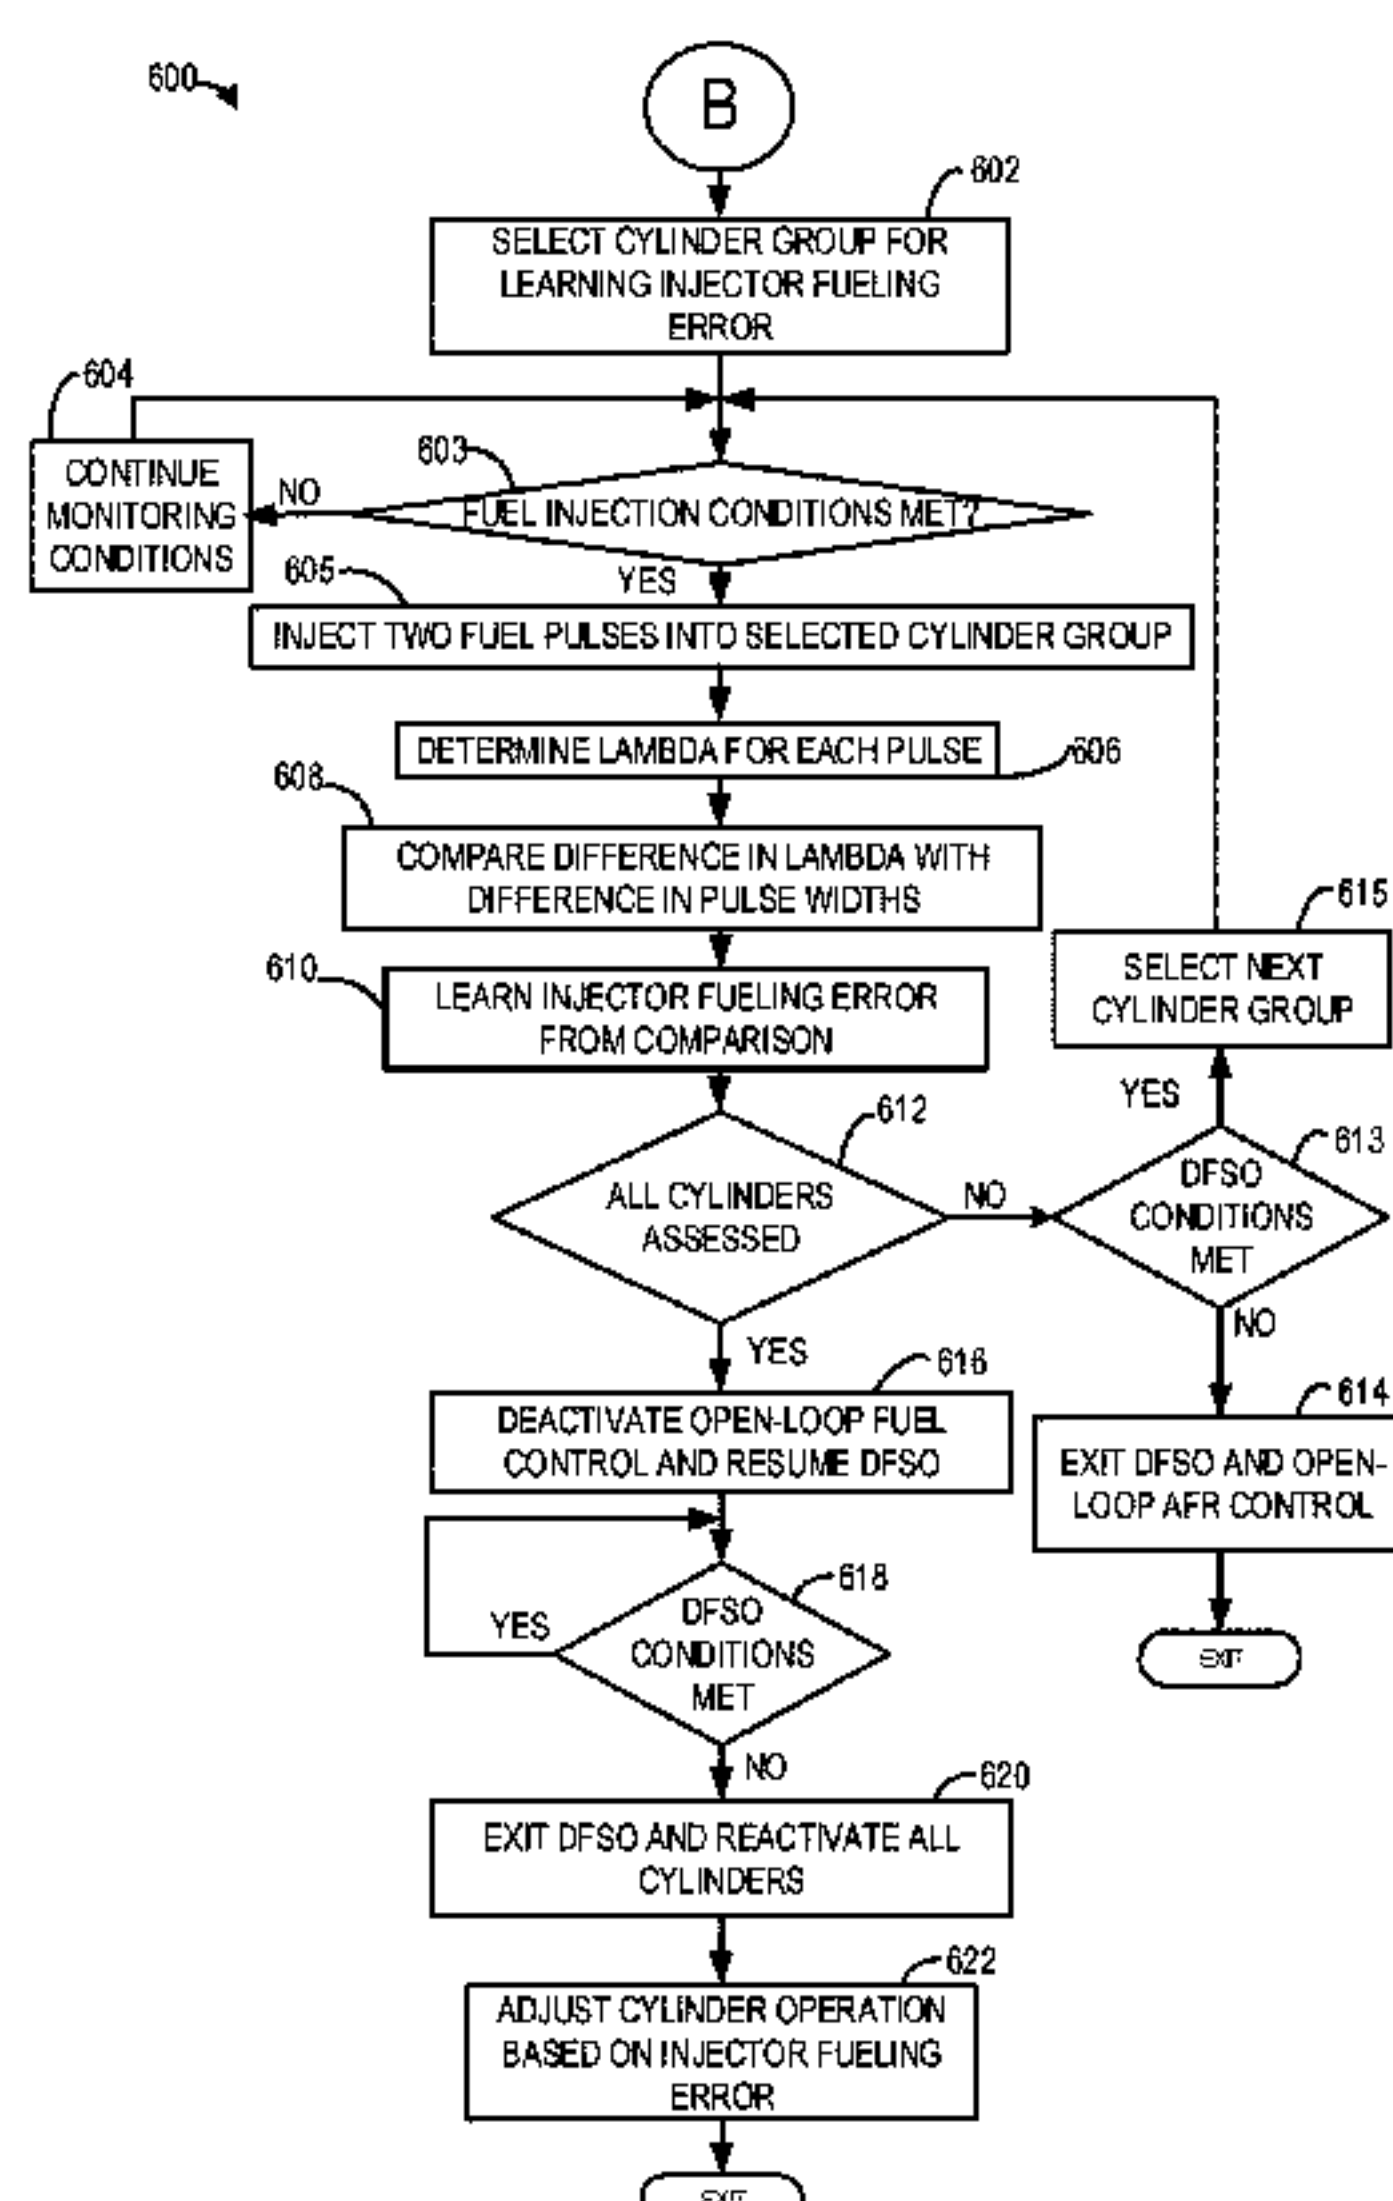 600
B
602
SELECT CYLINDER GROUP FOR
LEARNING INJECTOR FUELING
ERROR
604
CONTINUE
MONITORING
CONDITIONS
NO
603
FUEL INJECTION CONDITIONS MET?
YES
605
INJECT TWO FUEL PULSES INTO SELECTED CYLINDER GROUP
DETERMINE LAMBDA FOR EACH PULSE
606
608
COMPARE DIFFERENCE IN LAMBDA WITH
DIFFERENCE IN PULSE WIDTHS
615
SELECT NEXT
CYLINDER GROUP
610
LEARN INJECTOR FUELING ERROR
FROM COMPARISON
YES
612
ALL CYLINDERS
ASSESSED
NO
613
DFSO
CONDITIONS
MET
NO
YES
616
DEACTIVATE OPEN-LOOP FUEL
CONTROL AND RESUME DFSO
614
EXIT DFSO AND OPEN-
LOOP AFR CONTROL
EXIT
618
DFSO
CONDITIONS
MET
YES
NO
620
EXIT DFSO AND REACTIVATE ALL
CYLINDERS
622
ADJUST CYLINDER OPERATION
BASED ON INJECTOR FUELING
ERROR
EXIT